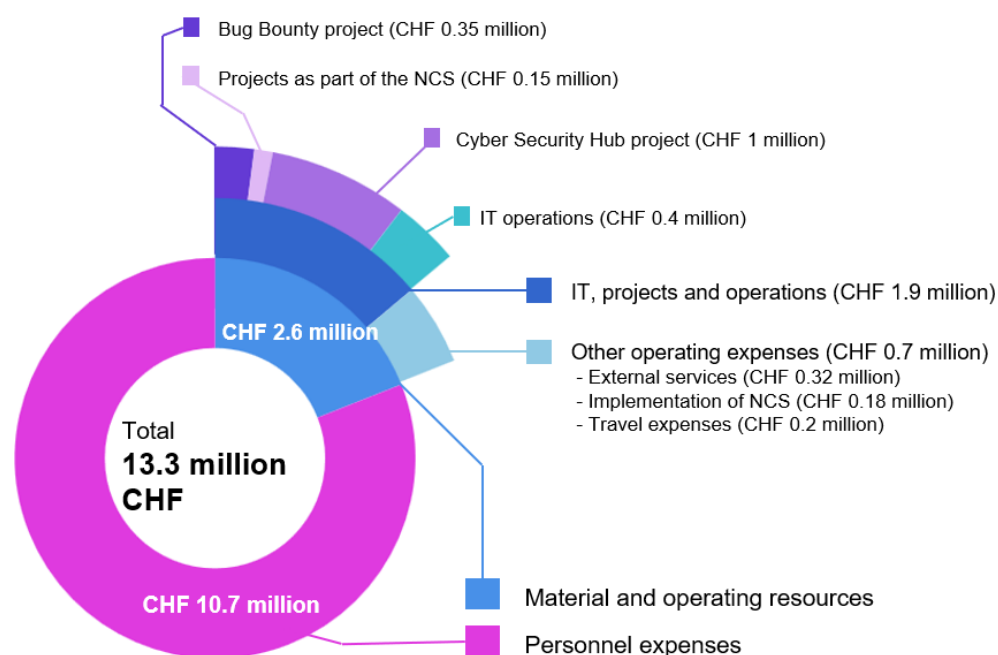 Bug Bounty project (CHF 0.35 million)
Projects as part of the NCS (CHF 0.15 million)
Cyber Security Hub project (CHF 1 million)
IT operations (CHF 0.4 million)
IT, projects and operations (CHF 1.9 million)
CHF 2.6 million
Other operating expenses (CHF 0.7 million)
- External services (CHF 0.32 million)
- Implementation of NCS (CHF 0.18 million)
- Travel expenses (CHF 0.2 million)
Total
13.3 million
CHF
CHF 10.7 million
Material and operating resources
Personnel expenses